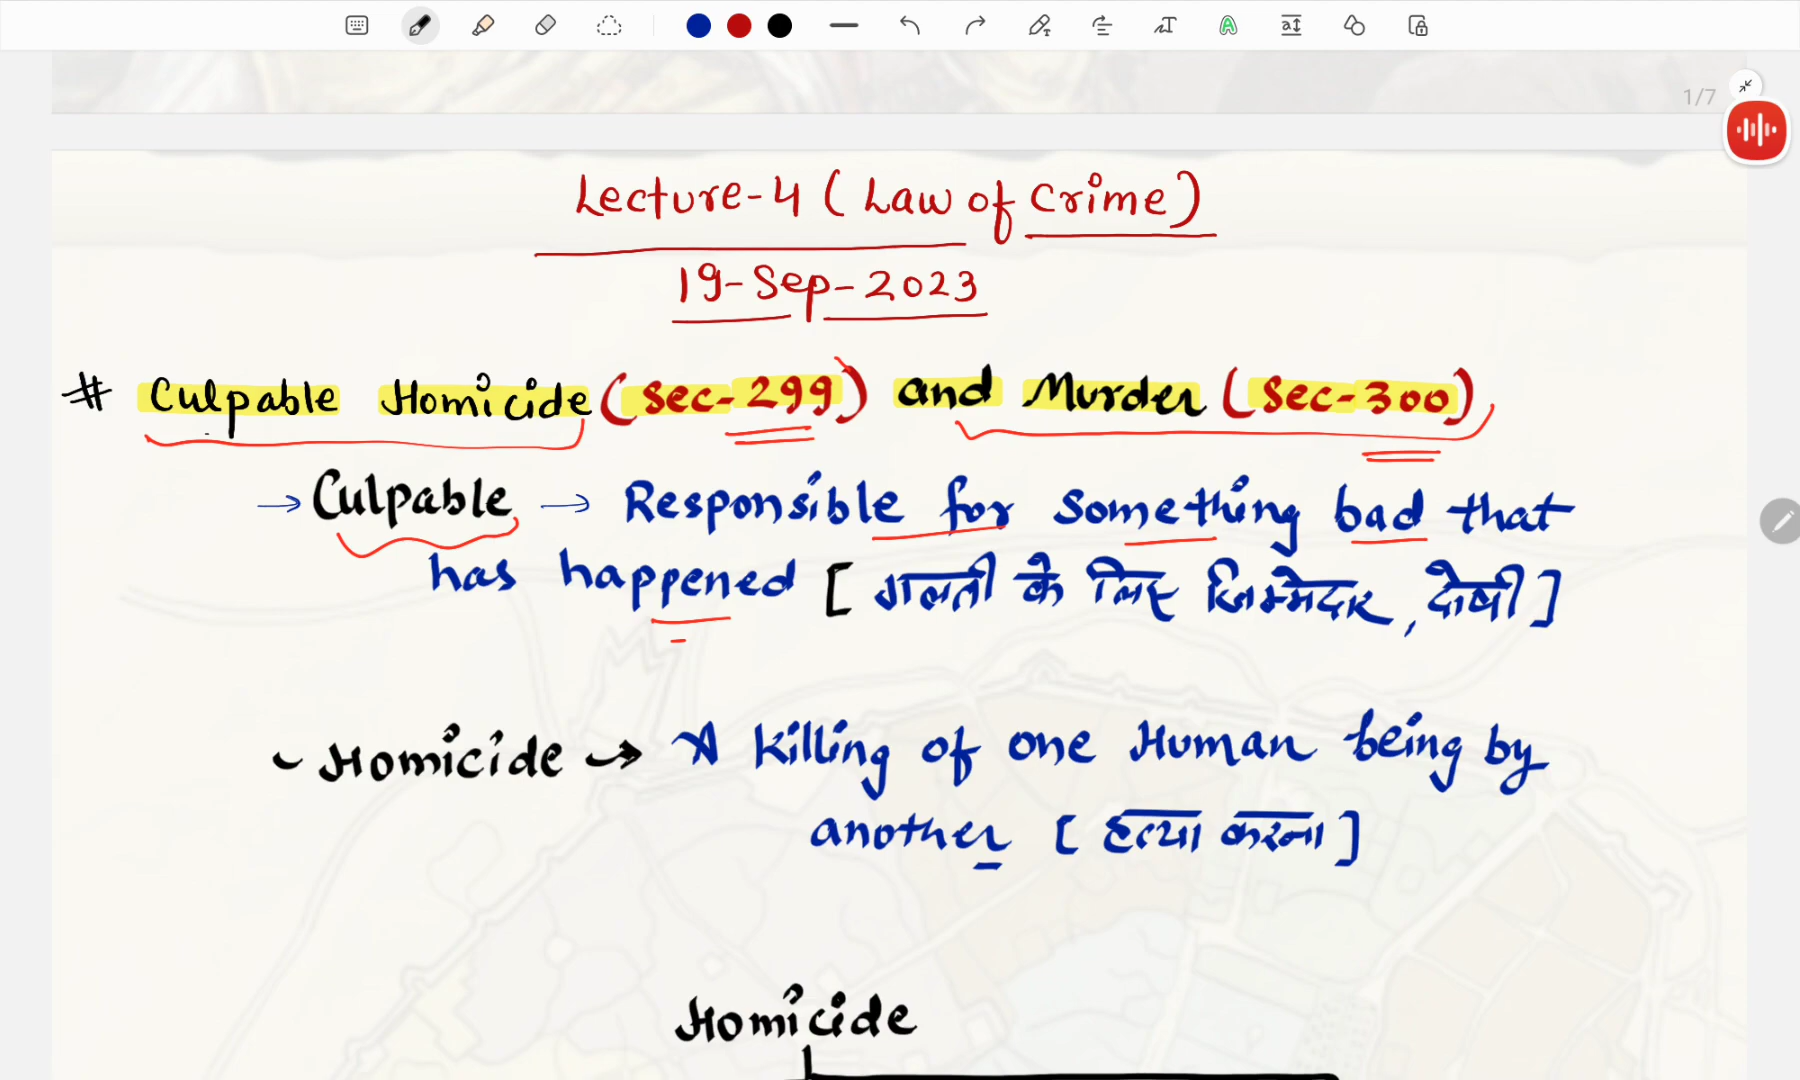 1/7
Lecture-4 ( Law of Crime )
19-Sep-2023
# Culpable Homicide (Sec-299) and Murder (Sec-300)
→ Culpable → Responsible for something bad that
has happened [ गलती के लिए जिम्मेदार, दोषी ]
- Homicide → A killing of one Human being by
another [ हत्या करना ]
Homicide